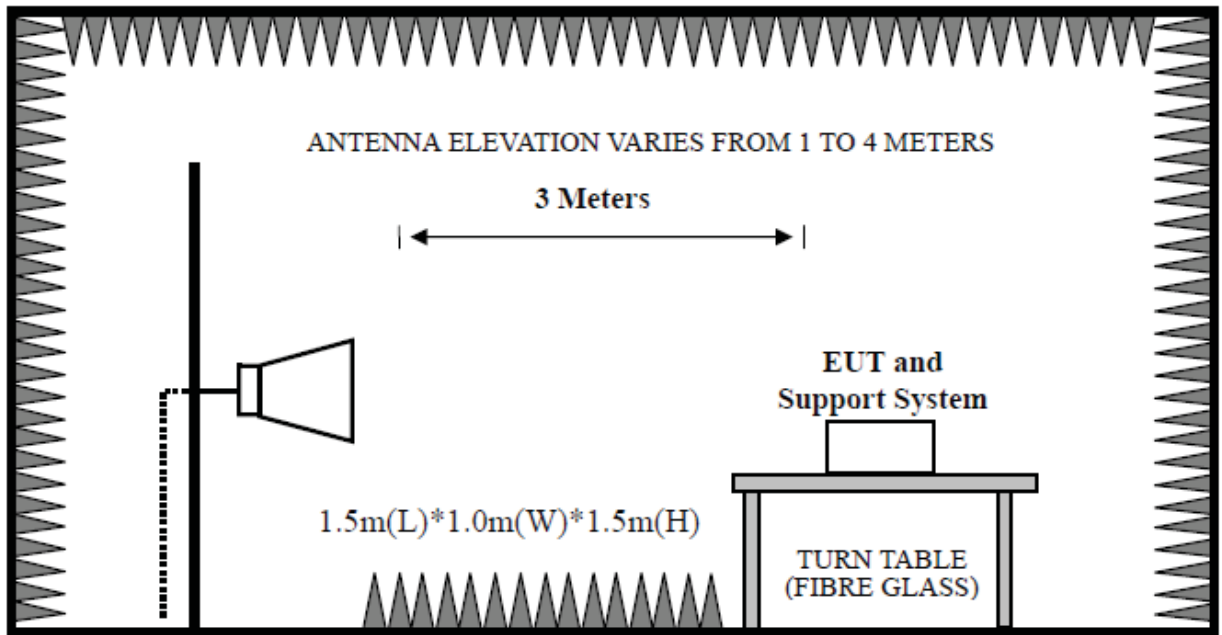 ANTENNA ELEVATION VARIES FROM 1 TO 4 METERS
3 Meters
EUT and
Support System
1.5m(L)*1.0m(W)*1.5m(H)
TURN TABLE
(FIBRE GLASS)